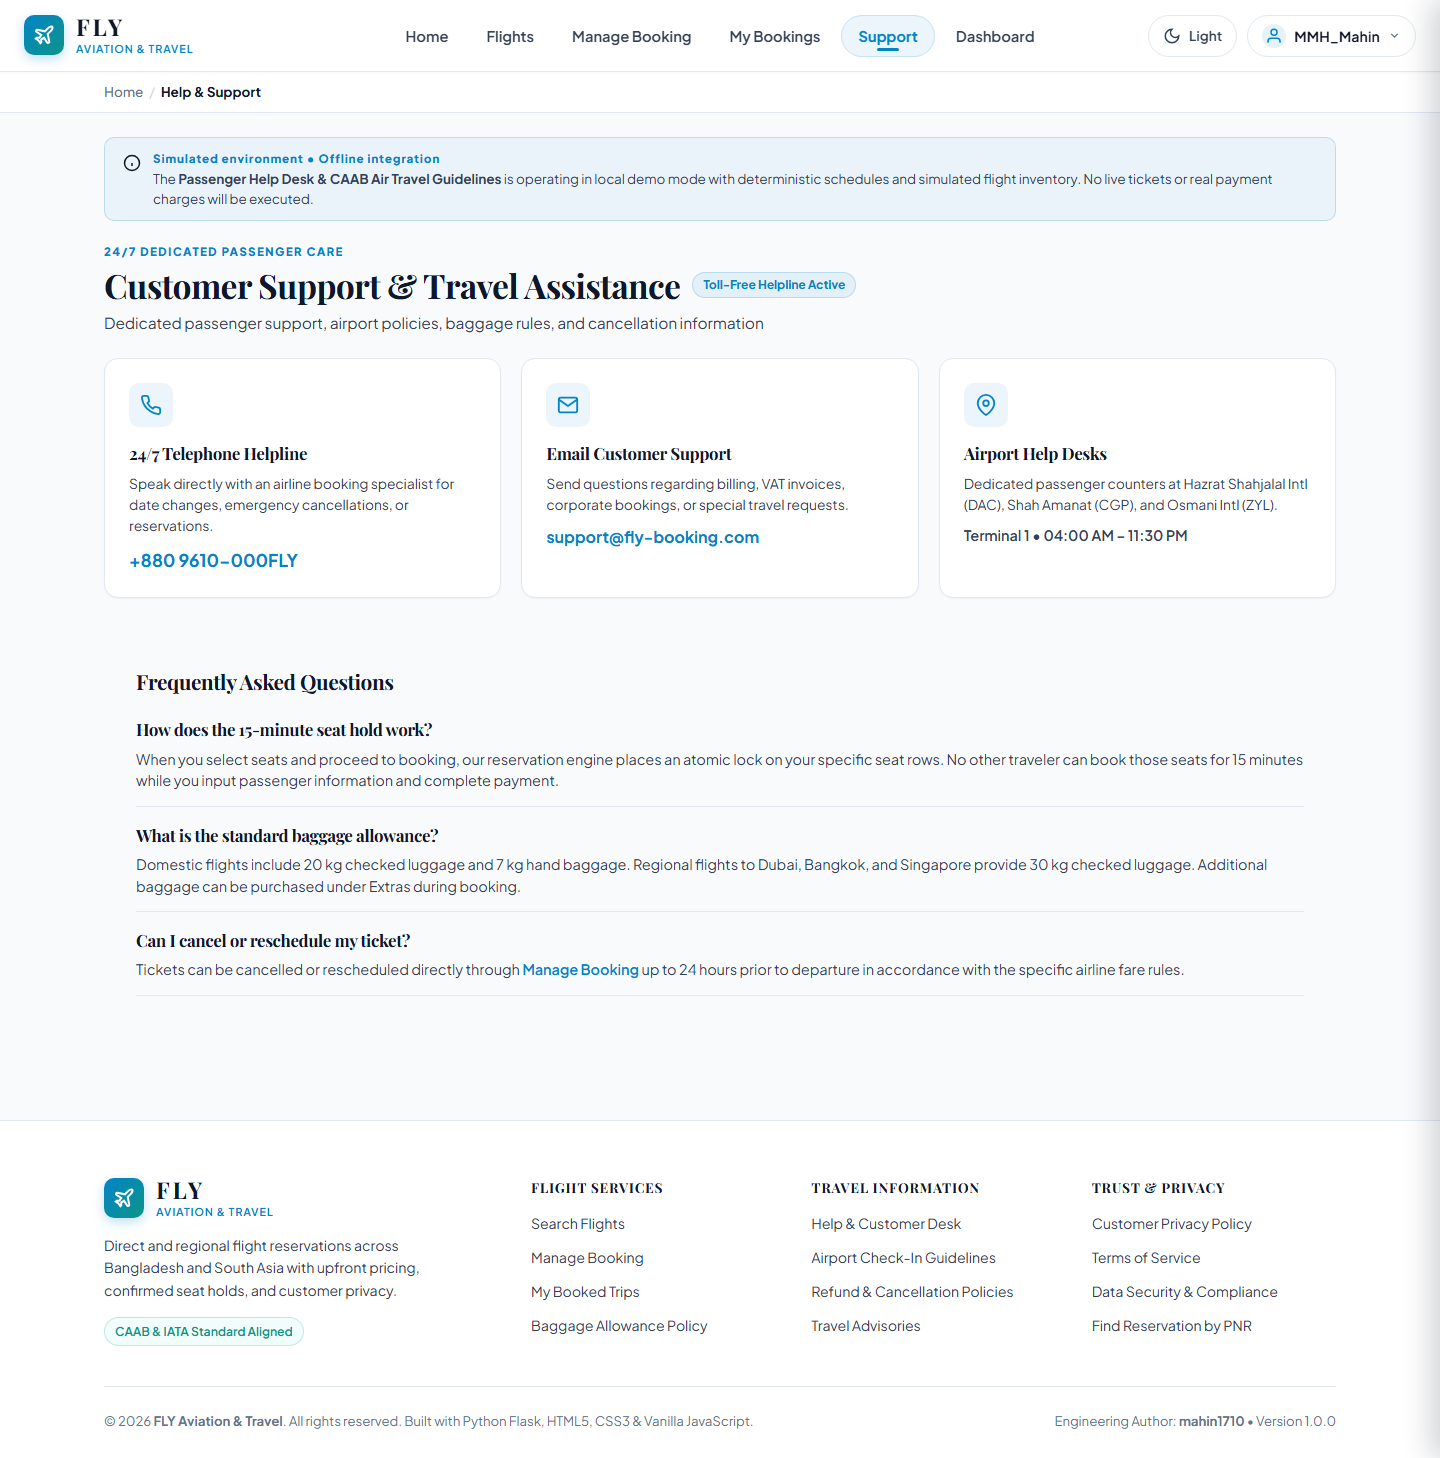 FLY
AVIATION & TRAVEL
Home
Flights
Manage Booking
My Bookings
Support
Dashboard
Light
MMH_Mahin
Home / Help & Support
Simulated environment • Offline integration
The Passenger Help Desk & CAAB Air Travel Guidelines is operating in local demo mode with deterministic schedules and simulated flight inventory. No live tickets or real payment
charges will be executed.
24/7 DEDICATED PASSENGER CARE
Customer Support & Travel Assistance
Toll-Free Helpline Active
Dedicated passenger support, airport policies, baggage rules, and cancellation information
24/7 Telephone Helpline
Speak directly with an airline booking specialist for
date changes, emergency cancellations, or
reservations.
+880 9610-000FLY
Email Customer Support
Send questions regarding billing, VAT invoices,
corporate bookings, or special travel requests.
support@fly-booking.com
Airport Help Desks
Dedicated passenger counters at Hazrat Shahjalal Intl
(DAC), Shah Amanat (CGP), and Osmani Intl (ZYL).
Terminal 1 • 04:00 AM – 11:30 PM
Frequently Asked Questions
How does the 15-minute seat hold work?
When you select seats and proceed to booking, our reservation engine places an atomic lock on your specific seat rows. No other traveler can book those seats for 15 minutes
while you input passenger information and complete payment.
What is the standard baggage allowance?
Domestic flights include 20 kg checked luggage and 7 kg hand baggage. Regional flights to Dubai, Bangkok, and Singapore provide 30 kg checked luggage. Additional
baggage can be purchased under Extras during booking.
Can I cancel or reschedule my ticket?
Tickets can be cancelled or rescheduled directly through Manage Booking up to 24 hours prior to departure in accordance with the specific airline fare rules.
FLY
AVIATION & TRAVEL
Direct and regional flight reservations across
Bangladesh and South Asia with upfront pricing,
confirmed seat holds, and customer privacy.
CAAB & IATA Standard Aligned
FLIGHT SERVICES
Search Flights
Manage Booking
My Booked Trips
Baggage Allowance Policy
TRAVEL INFORMATION
Help & Customer Desk
Airport Check-In Guidelines
Refund & Cancellation Policies
Travel Advisories
TRUST & PRIVACY
Customer Privacy Policy
Terms of Service
Data Security & Compliance
Find Reservation by PNR
© 2026 FLY Aviation & Travel. All rights reserved. Built with Python Flask, HTML5, CSS3 & Vanilla JavaScript.
Engineering Author: mahin1710 • Version 1.0.0